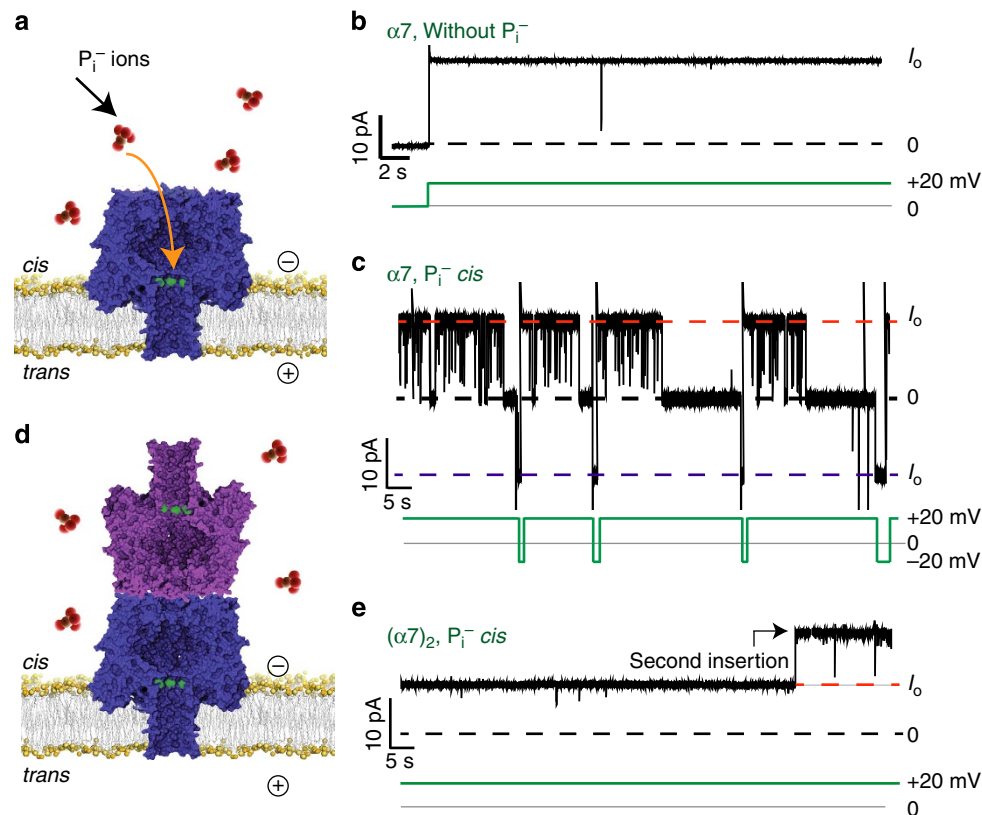 a
Pᵢ⁻ ions
cis
−
trans
+
b
α7, Without Pᵢ⁻
Iₒ
0
10 pA
2 s
+20 mV
0
c
α7, Pᵢ⁻ cis
Iₒ
0
Iₒ
10 pA
5 s
+20 mV
0
−20 mV
d
cis
−
trans
+
e
(α7)₂, Pᵢ⁻ cis
Second insertion
Iₒ
0
10 pA
5 s
+20 mV
0